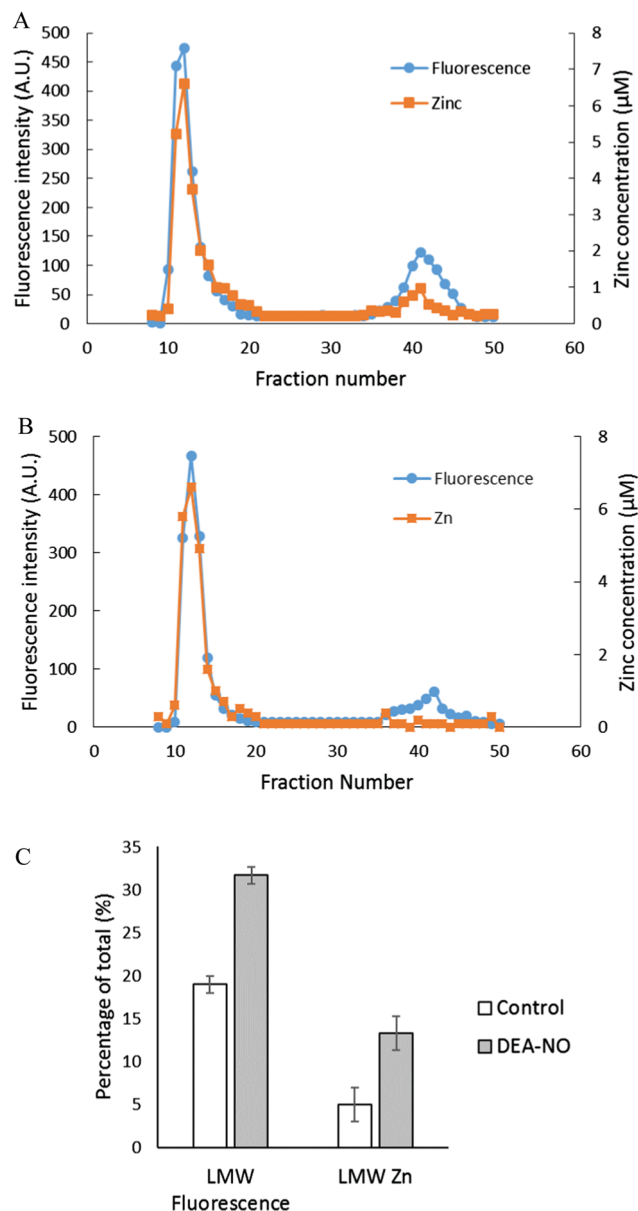 A
Fluorescence intensity (A.U.)
500
450
400
350
300
250
200
150
100
50
0
Fluorescence
Zinc
8
7
6
5
4
3
2
1
0
Zinc concentration (µM)
0 10 20 30 40 50 60
Fraction number
B
Fluorescence intensity (A.U.)
500
400
300
200
100
0
Fluorescence
Zn
8
6
4
2
0
Zinc concentration (µM)
0 10 20 30 40 50 60
Fraction Number
C
Percentage of total (%)
35
30
25
20
15
10
5
0
Control
DEA-NO
LMW
Fluorescence
LMW Zn